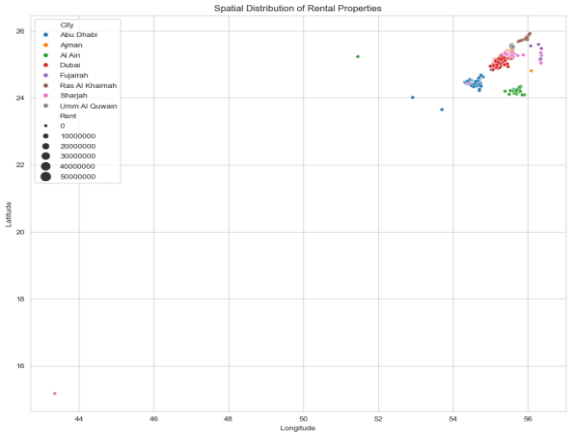 Spatial Distribution of Rental Properties
City
Abu Dhabi
Ajman
Al Ain
Dubai
Fujairah
Ras Al Khaimah
Sharjah
Umm Al Quwain
Rent
0
10000000
20000000
30000000
40000000
50000000
26
24
22
20
18
16
Latitude
44
46
48
50
52
54
56
Longitude